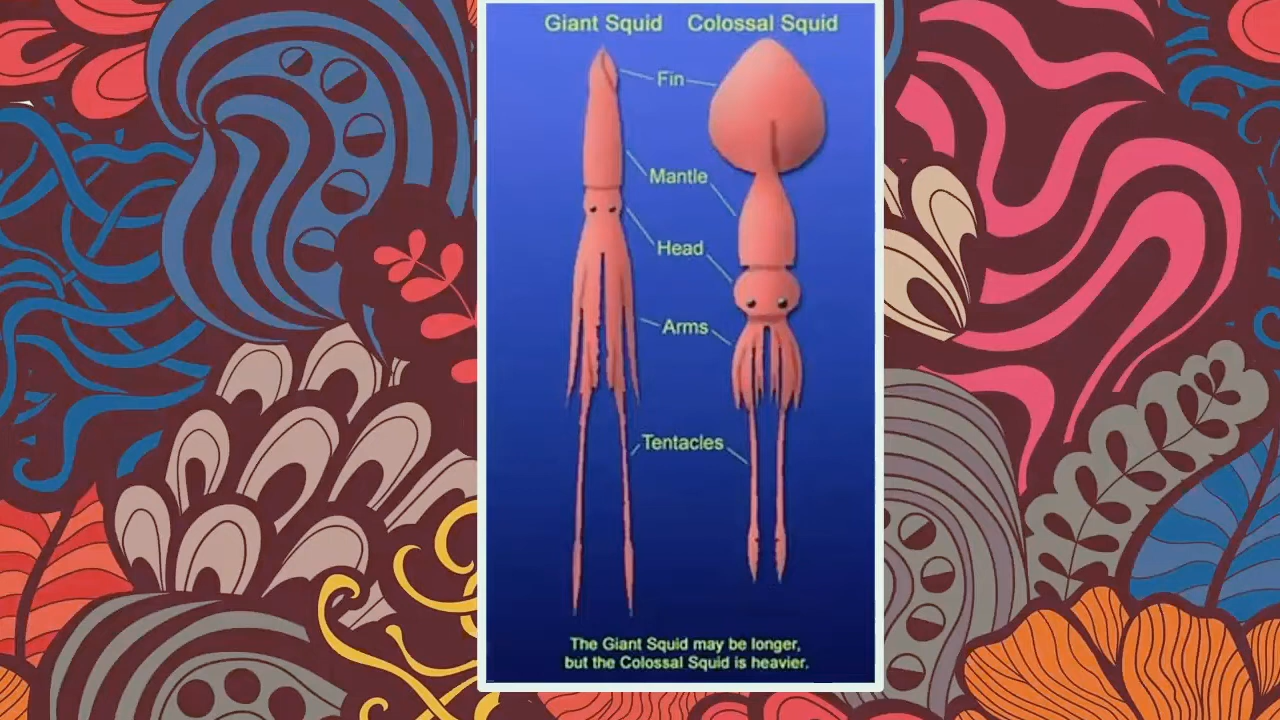 Giant Squid Colossal Squid
Fin
Mantle
Head
Arms
Tentacles
The Giant Squid may be longer,
but the Colossal Squid is heavier.